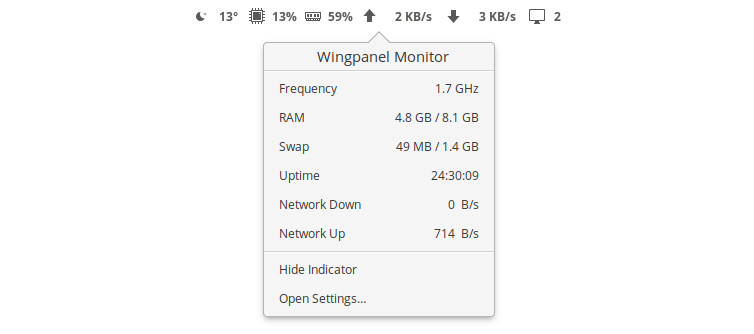 13° 13% 59% 2 KB/s 3 KB/s 2
Wingpanel Monitor
Frequency 1.7 GHz
RAM 4.8 GB / 8.1 GB
Swap 49 MB / 1.4 GB
Uptime 24:30:09
Network Down 0 B/s
Network Up 714 B/s
Hide Indicator
Open Settings...